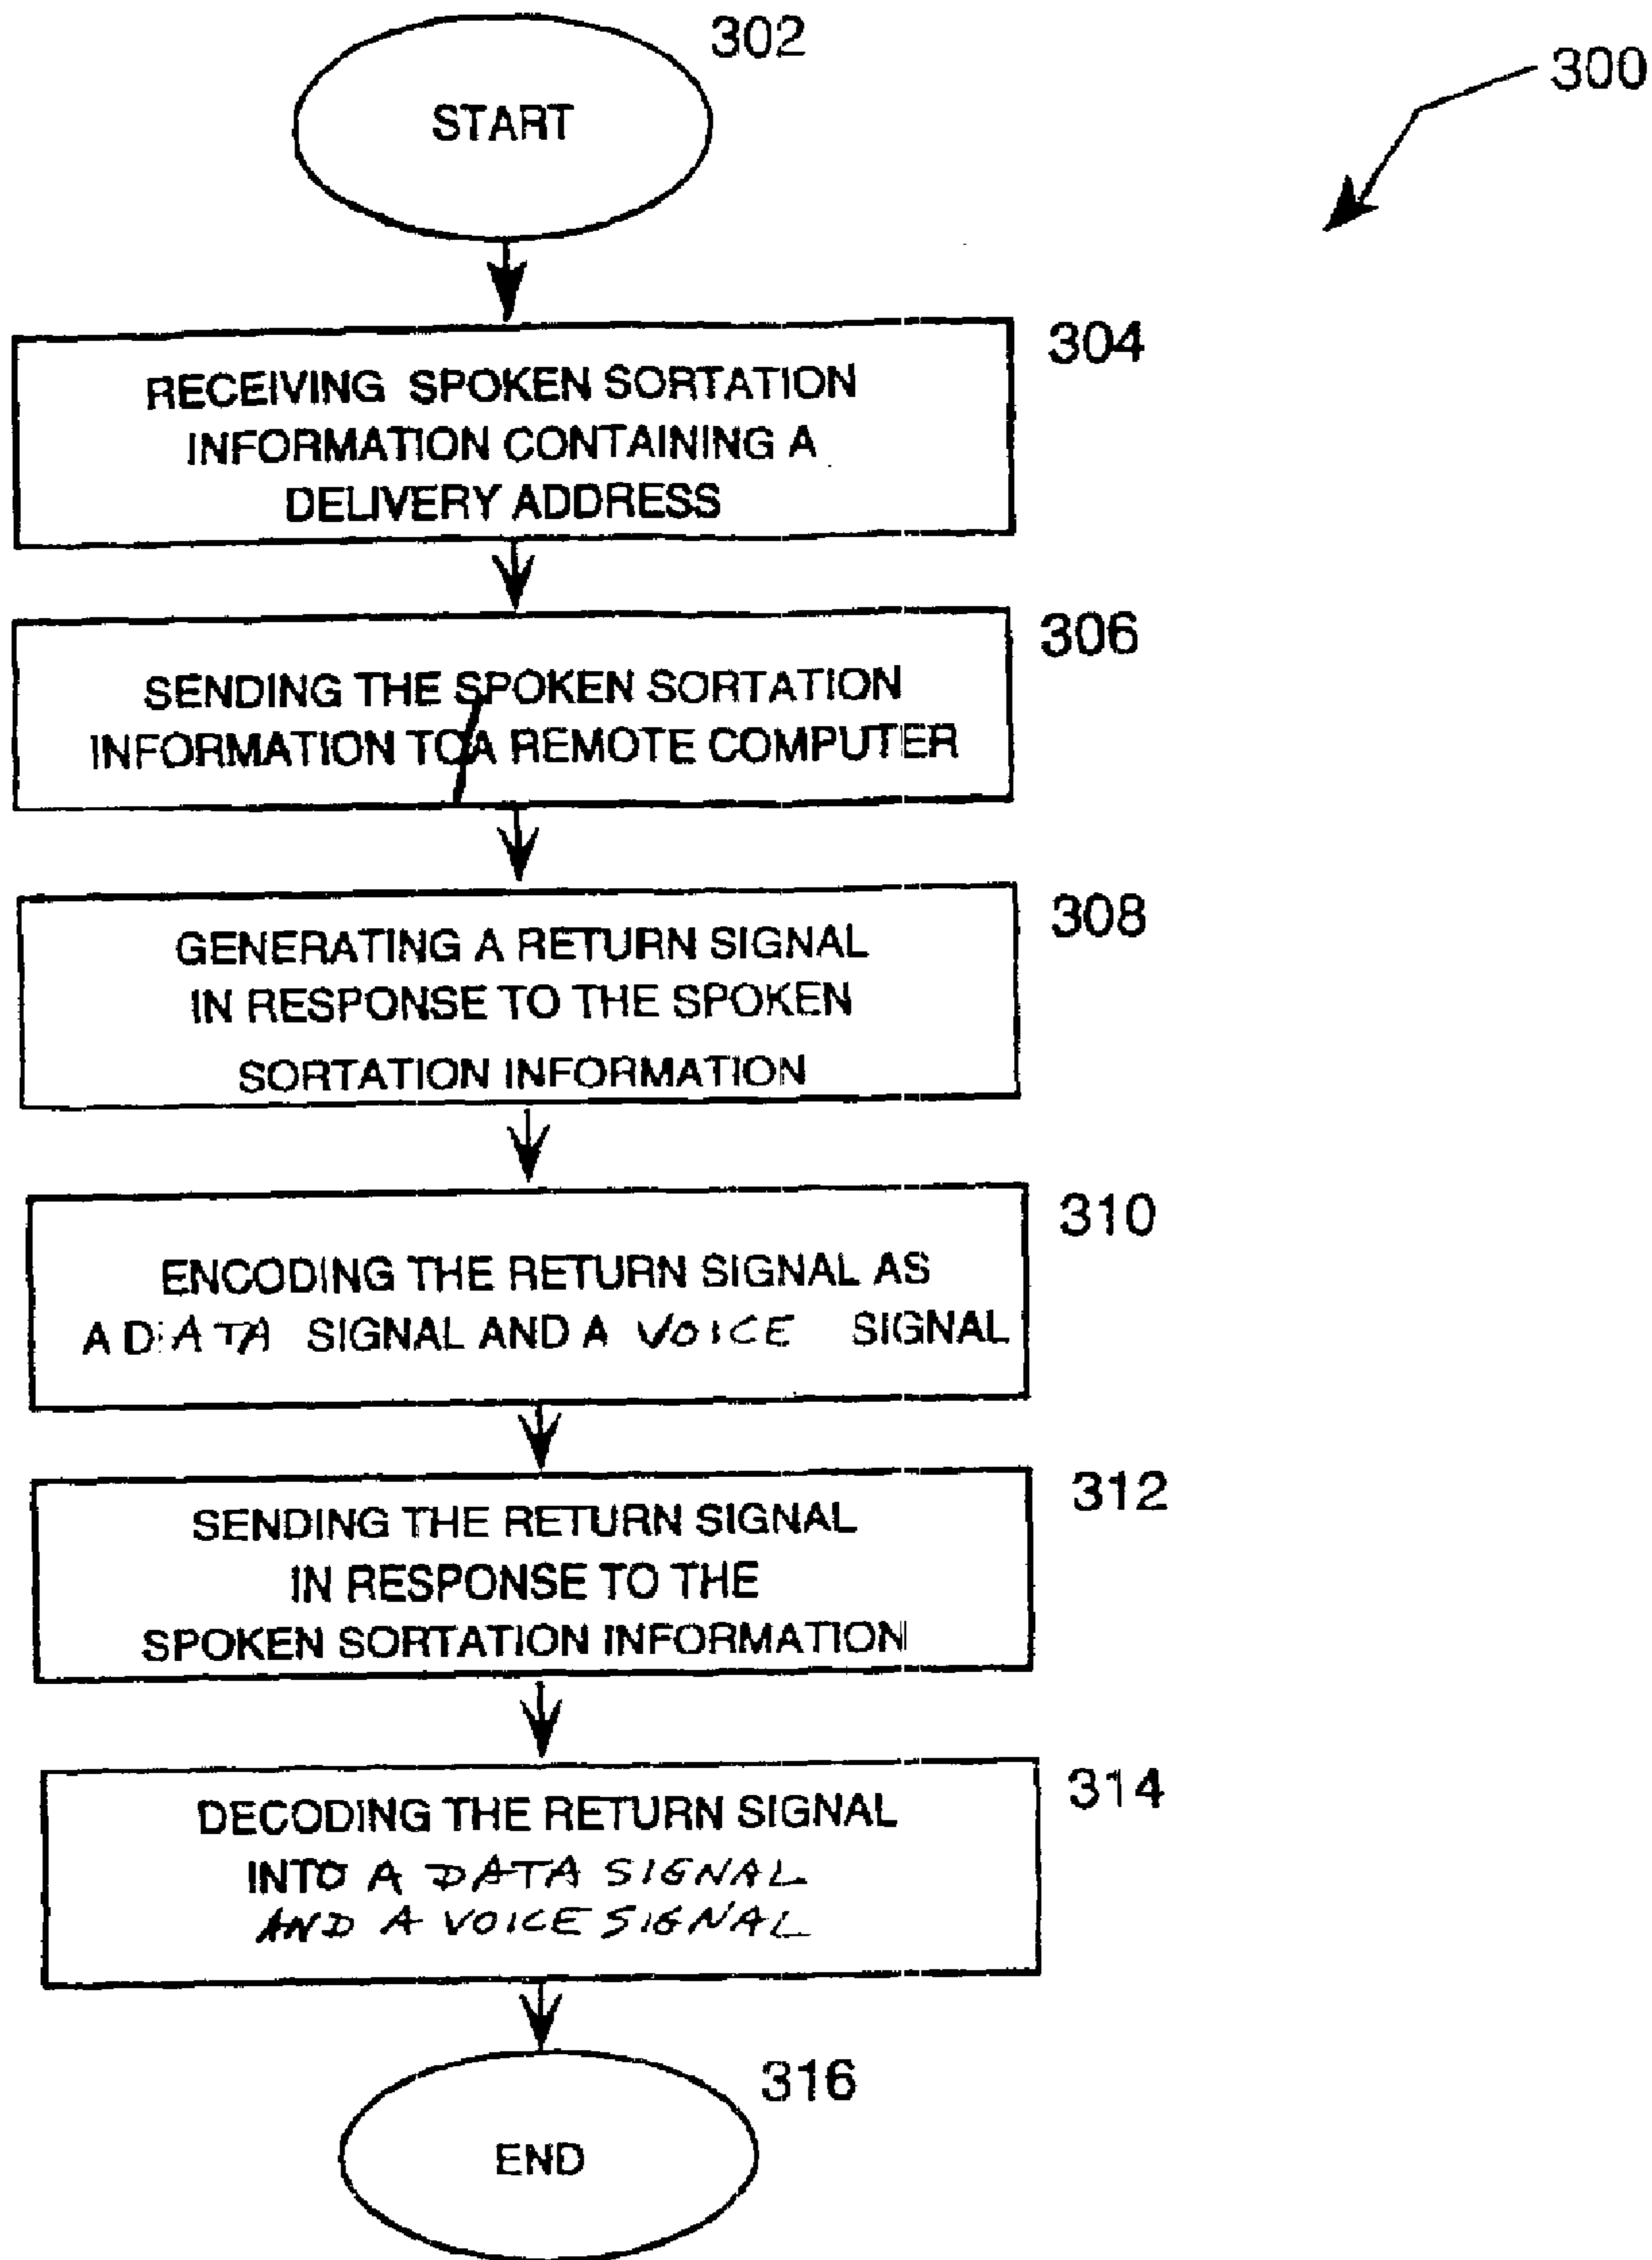 302
300
START
304
RECEIVING SPOKEN SORTATION
INFORMATION CONTAINING A
DELIVERY ADDRESS
306
SENDING THE SPOKEN SORTATION
INFORMATION TO A REMOTE COMPUTER
308
GENERATING A RETURN SIGNAL
IN RESPONSE TO THE SPOKEN
SORTATION INFORMATION
310
ENCODING THE RETURN SIGNAL AS
A DATA SIGNAL AND A VOICE SIGNAL
312
SENDING THE RETURN SIGNAL
IN RESPONSE TO THE
SPOKEN SORTATION INFORMATION
314
DECODING THE RETURN SIGNAL
INTO A DATA SIGNAL
AND A VOICE SIGNAL
316
END